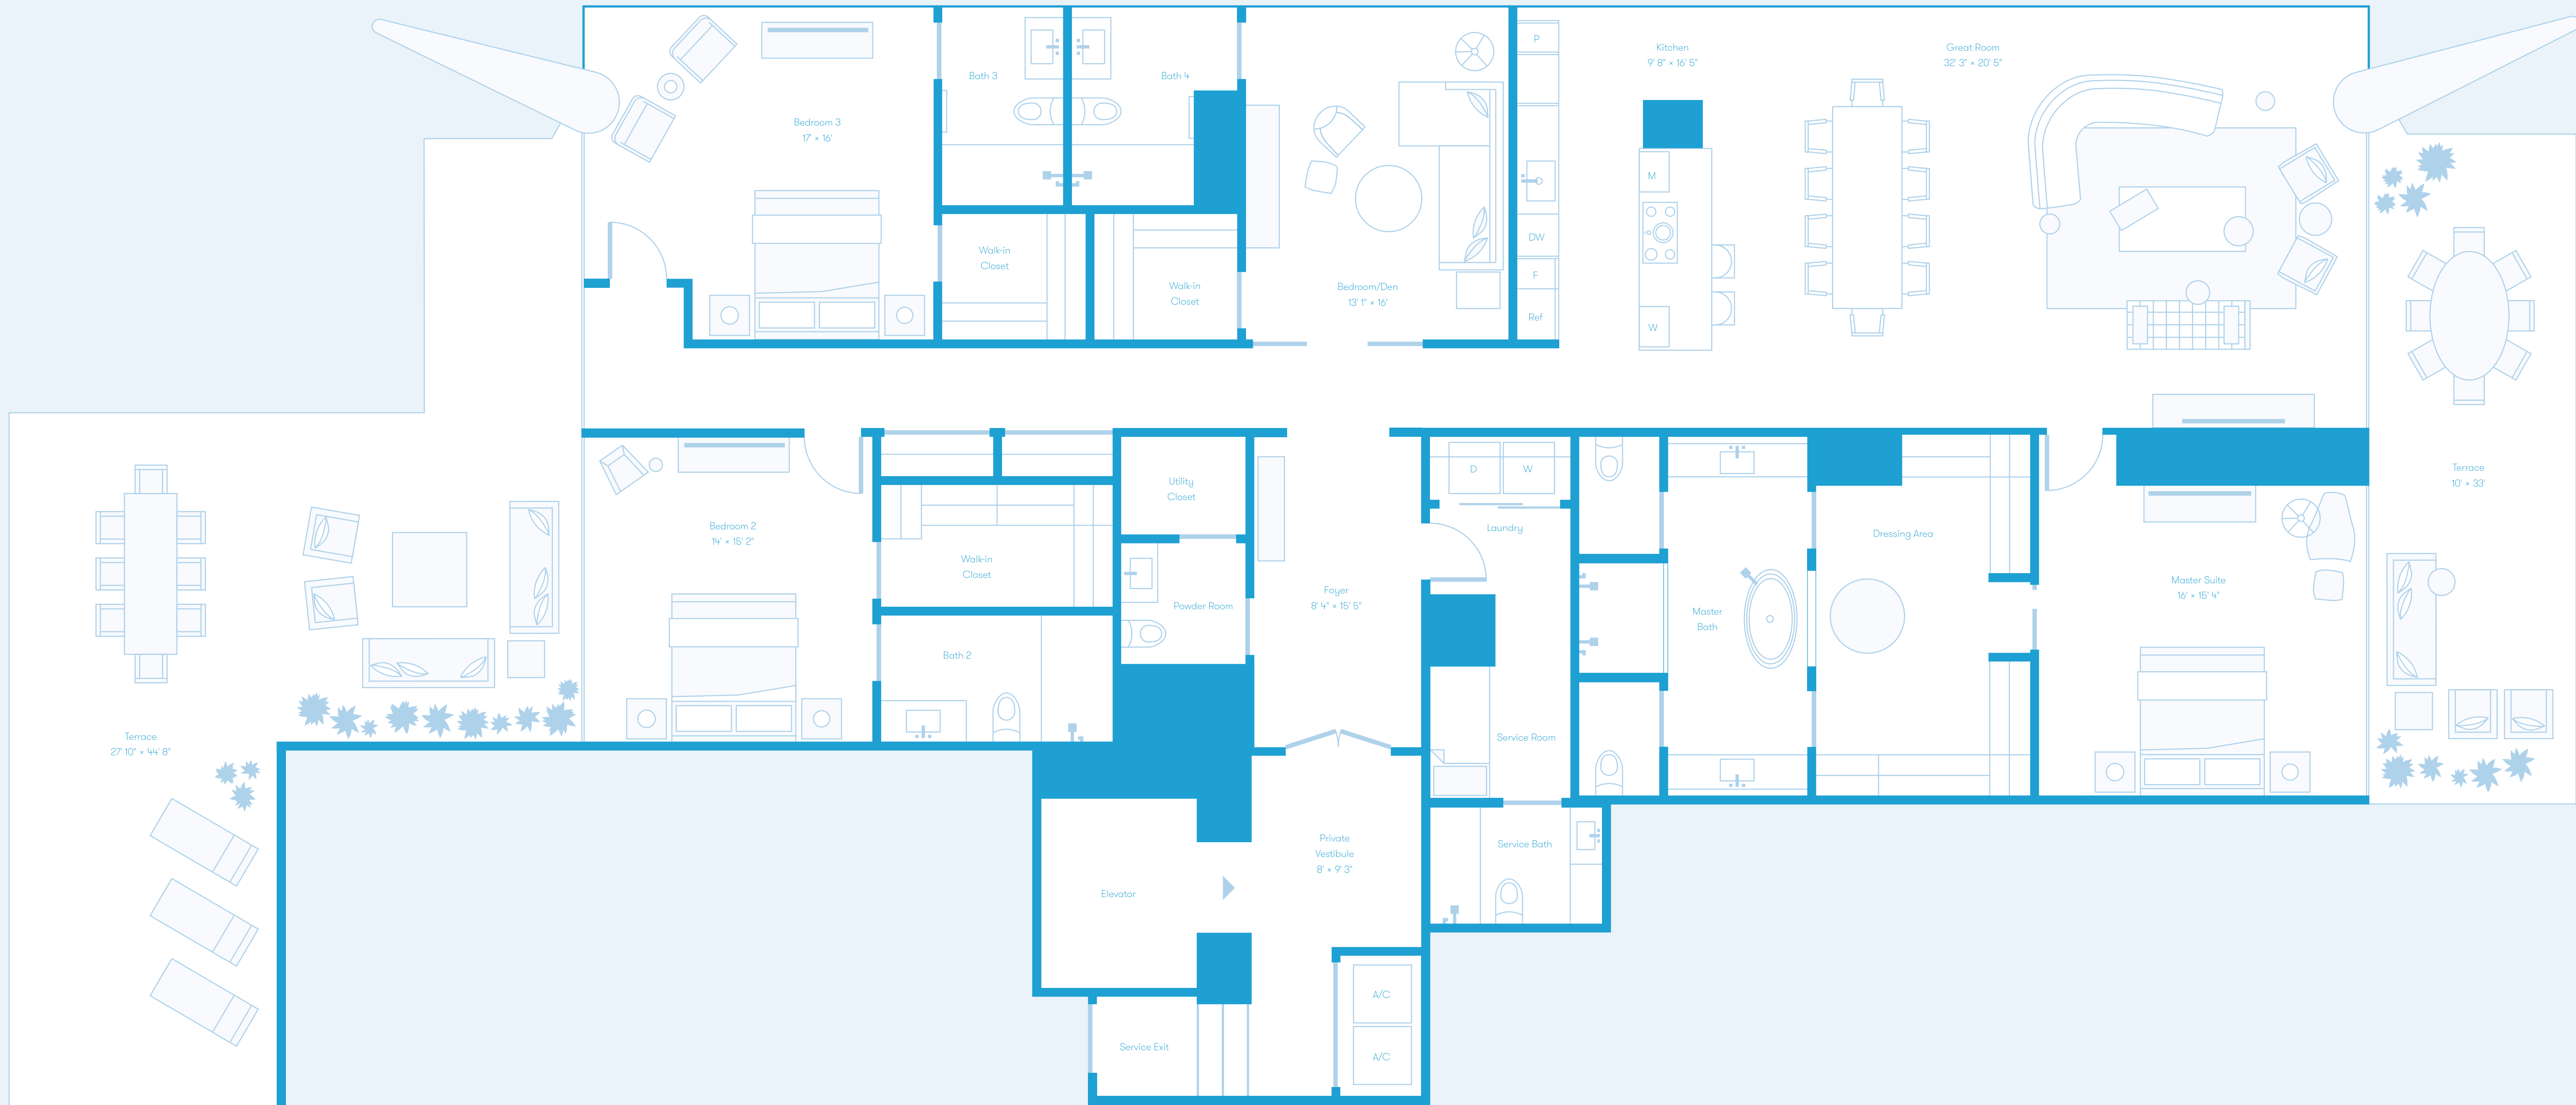 Bedroom 3
17' × 16'
Bath 3
Bath 4
Walk-in
Closet
Walk-in
Closet
Bedroom/Den
13' 1" × 16'
P
DW
F
Ref
Kitchen
9' 8" × 16' 5"
M
W
Great Room
32' 3" × 20' 5"
Terrace
27' 10" × 44' 8"
Bedroom 2
14' × 15' 2"
Walk-in
Closet
Bath 2
Utility
Closet
Powder Room
Foyer
8' 4" × 15' 5"
D
W
Laundry
Service Room
Master
Bath
Dressing Area
Master Suite
16' × 15' 4"
Terrace
10' × 33'
Elevator
Private
Vestibule
8' × 9' 3"
Service Bath
Service Exit
A/C
A/C